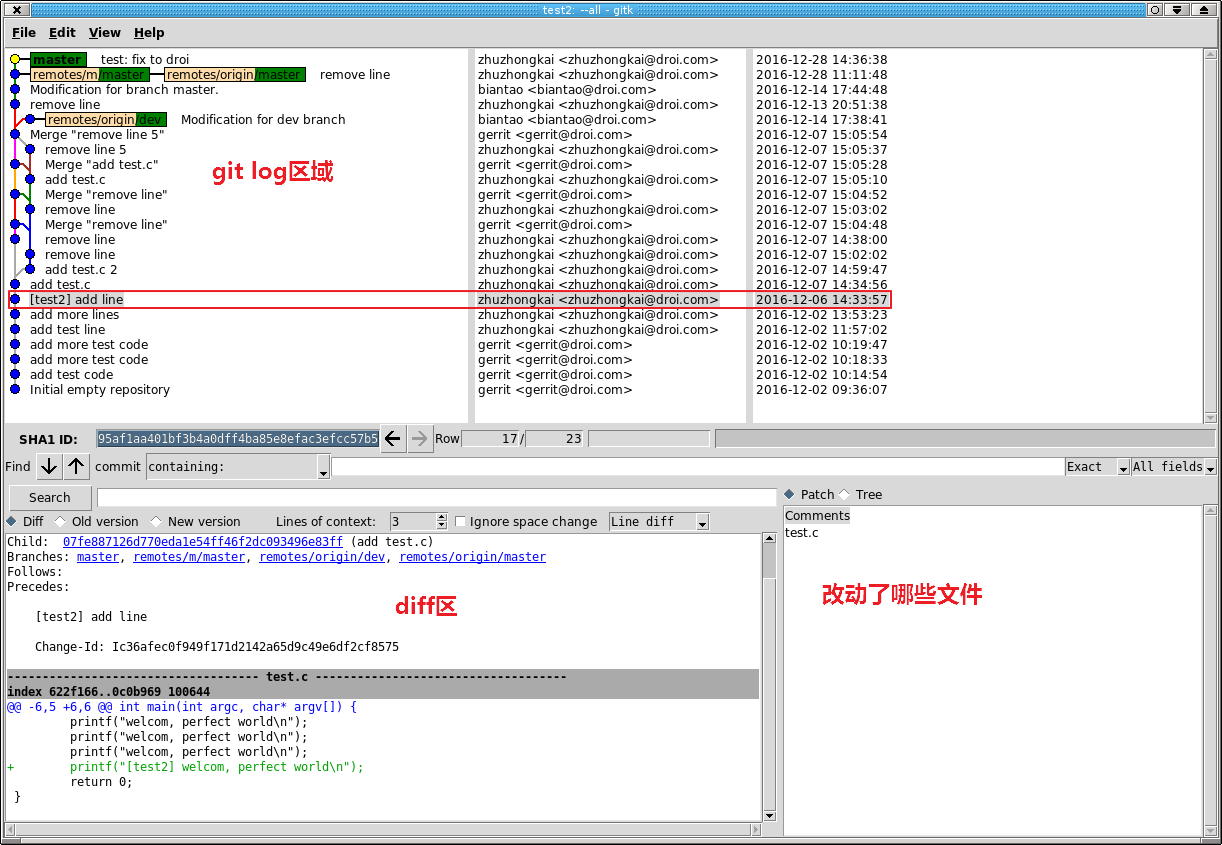 test2: --all - gitk
File Edit View Help
master test: fix to droi zhuzhongkai <zhuzhongkai@droi.com> 2016-12-28 14:36:38
remotes/m/master remotes/origin/master remove line zhuzhongkai <zhuzhongkai@droi.com> 2016-12-28 11:11:48
Modification for branch master. biantao <biantao@droi.com> 2016-12-14 17:44:48
remove line zhuzhongkai <zhuzhongkai@droi.com> 2016-12-13 20:51:38
remotes/origin/dev Modification for dev branch biantao <biantao@droi.com> 2016-12-14 17:38:41
Merge "remove line 5" gerrit <gerrit@droi.com> 2016-12-07 15:05:54
remove line 5 zhuzhongkai <zhuzhongkai@droi.com> 2016-12-07 15:05:37
Merge "add test.c" gerrit <gerrit@droi.com> 2016-12-07 15:05:28
git log区域
add test.c zhuzhongkai <zhuzhongkai@droi.com> 2016-12-07 15:05:10
Merge "remove line" gerrit <gerrit@droi.com> 2016-12-07 15:04:52
remove line zhuzhongkai <zhuzhongkai@droi.com> 2016-12-07 15:03:02
Merge "remove line" gerrit <gerrit@droi.com> 2016-12-07 15:04:48
remove line zhuzhongkai <zhuzhongkai@droi.com> 2016-12-07 14:38:00
remove line zhuzhongkai <zhuzhongkai@droi.com> 2016-12-07 15:02:02
add test.c 2 zhuzhongkai <zhuzhongkai@droi.com> 2016-12-07 14:59:47
add test.c zhuzhongkai <zhuzhongkai@droi.com> 2016-12-07 14:34:56
[test2] add line zhuzhongkai <zhuzhongkai@droi.com> 2016-12-06 14:33:57
add more lines zhuzhongkai <zhuzhongkai@droi.com> 2016-12-02 13:53:23
add test line zhuzhongkai <zhuzhongkai@droi.com> 2016-12-02 11:57:02
add more test code gerrit <gerrit@droi.com> 2016-12-02 10:19:47
add more test code gerrit <gerrit@droi.com> 2016-12-02 10:18:33
add test code gerrit <gerrit@droi.com> 2016-12-02 10:14:54
Initial empty repository gerrit <gerrit@droi.com> 2016-12-02 09:36:07
SHA1 ID: 95af1aa401bf3b4a0dff4ba85e8efac3efcc57b5 Row 17 / 23
Find commit containing: Exact All fields
Search
Diff Old version New version Lines of context: 3 Ignore space change Line diff
Child: 07fe887126d770eda1e54ff46f2dc093496e83ff (add test.c)
Branches: master, remotes/m/master, remotes/origin/dev, remotes/origin/master
Follows:
Precedes:
diff区
[test2] add line
Change-Id: Ic36afec0f949f171d2142a65d9c49e6df2cf8575
------------------------------------ test.c ------------------------------------
index 622f166..0c0b969 100644
@@ -6,5 +6,6 @@ int main(int argc, char* argv[]) {
printf("welcom, perfect world\n");
printf("welcom, perfect world\n");
printf("welcom, perfect world\n");
+ printf("[test2] welcom, perfect world\n");
return 0;
}
Patch Tree
Comments
test.c
改动了哪些文件